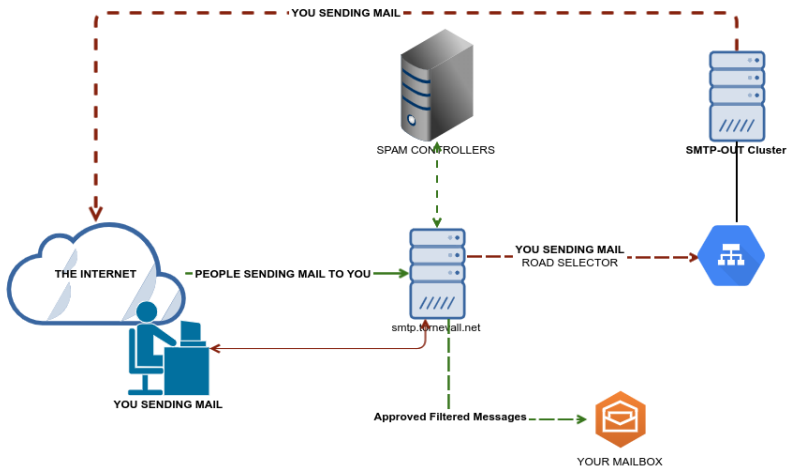 YOU SENDING MAIL
SPAM CONTROLLERS
SMTP-OUT Cluster
THE INTERNET
PEOPLE SENDING MAIL TO YOU
YOU SENDING MAIL
ROAD SELECTOR
smtp.tornevall.net
YOU SENDING MAIL
Approved Filtered Messages
YOUR MAILBOX